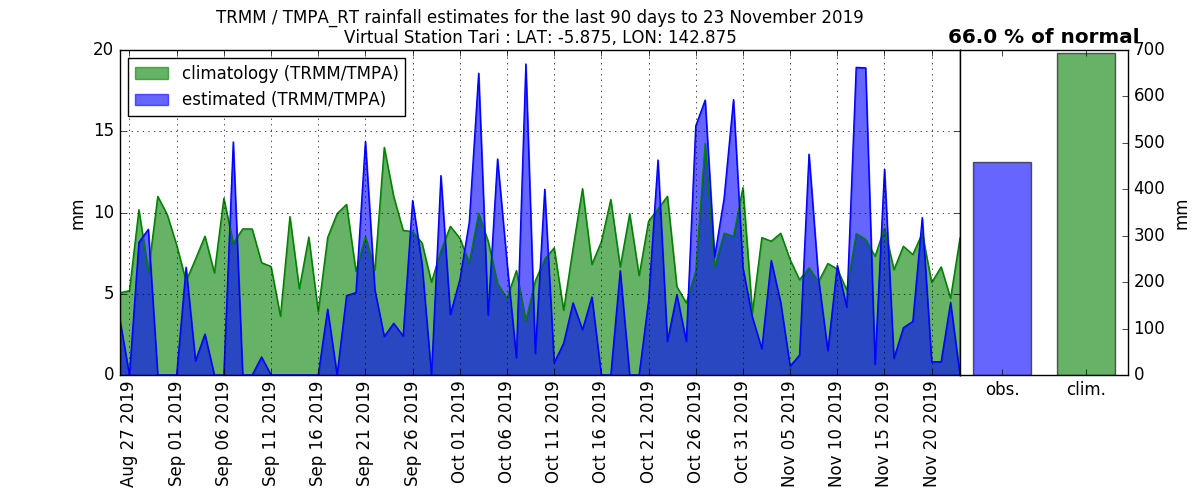 TRMM / TMPA_RT rainfall estimates for the last 90 days to 23 November 2019
Virtual Station Tari : LAT: -5.875, LON: 142.875
66.0 % of normal
climatology (TRMM/TMPA)
estimated (TRMM/TMPA)
20
15
10
5
0
mm
700
600
500
400
300
200
100
0
mm
Aug 27 2019
Sep 01 2019
Sep 06 2019
Sep 11 2019
Sep 16 2019
Sep 21 2019
Sep 26 2019
Oct 01 2019
Oct 06 2019
Oct 11 2019
Oct 16 2019
Oct 21 2019
Oct 26 2019
Oct 31 2019
Nov 05 2019
Nov 10 2019
Nov 15 2019
Nov 20 2019
obs.
clim.